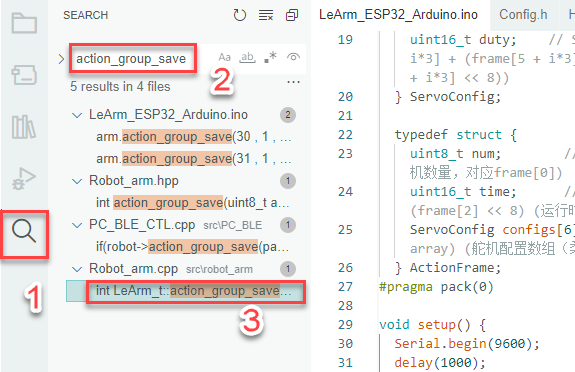 SEARCH
action_group_save
Aa
ab
.*
2
5 results in 4 files
...
LeArm_ESP32_Arduino.ino 2
arm.action_group_save(30 , 1 , ...
arm.action_group_save(31 , 1 , ...
Robot_arm.hpp 1
int action_group_save(uint8_t a...
PC_BLE_CTL.cpp src\PC_BLE 1
if(robot->action_group_save(pa...
Robot_arm.cpp src\robot_arm 1
int LeArm_t::action_group_save...
1
3
LeArm_ESP32_Arduino.ino Config.h
19 uint16_t duty; // S
i*3] + (frame[5 + i*3
+ i*3] << 8))
20 } ServoConfig;
21
22 typedef struct {
23 uint8_t num; //
机数量，对应frame[0])
24 uint16_t time; //
(frame[2] << 8) (运行时
25 ServoConfig configs[6]
array) (舵机配置数组（柔
26 } ActionFrame;
27 #pragma pack(0)
28
29 void setup() {
30 Serial.begin(9600);
31 delay(1000);